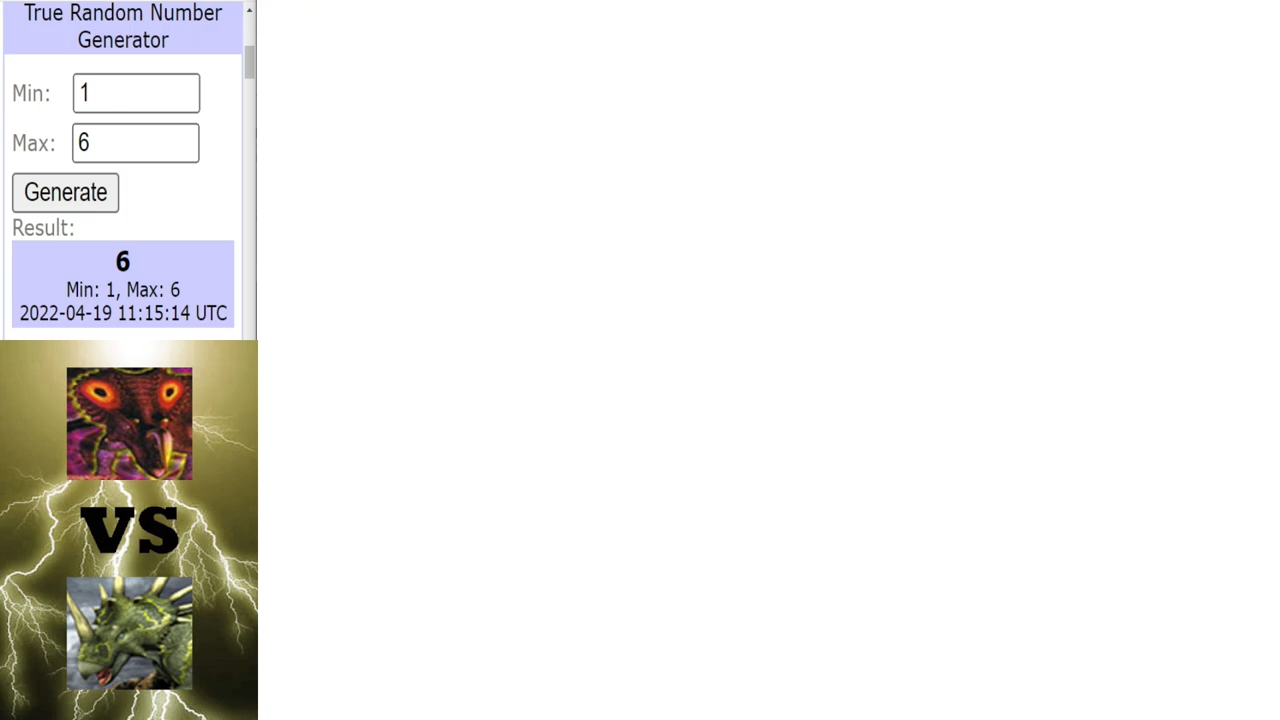 True Random Number
Generator
Min: 1
Max: 6
Generate
Result:
6
Min: 1, Max: 6
2022-04-19 11:15:14 UTC
VS